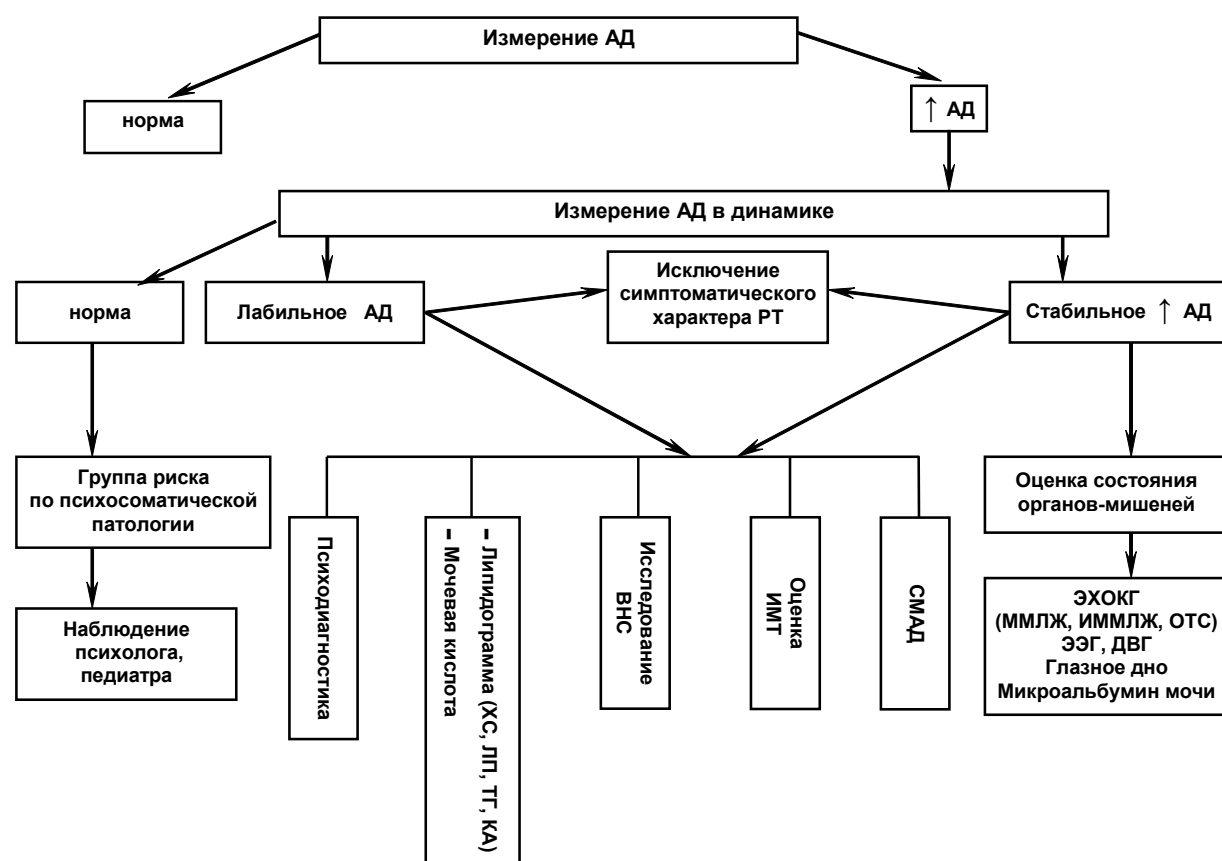 Измерение АД
норма
↑ АД
Измерение АД в динамике
норма
Лабильное АД
Исключение
симптоматического
характера РТ
Стабильное ↑ АД
Группа риска
по психосоматической
патологии
Наблюдение
психолога,
педиатра
Психодиагностика
– Липидограмма (ХС, ЛП, ТГ, КА)
– Мочевая кислота
Исследование
ВНС
Оценка
ИМТ
СМАД
Оценка состояния
органов-мишеней
ЭХОКГ
(ММЛЖ, ИММЛЖ, ОТС)
ЭЭГ, ДВГ
Глазное дно
Микроальбумин мочи